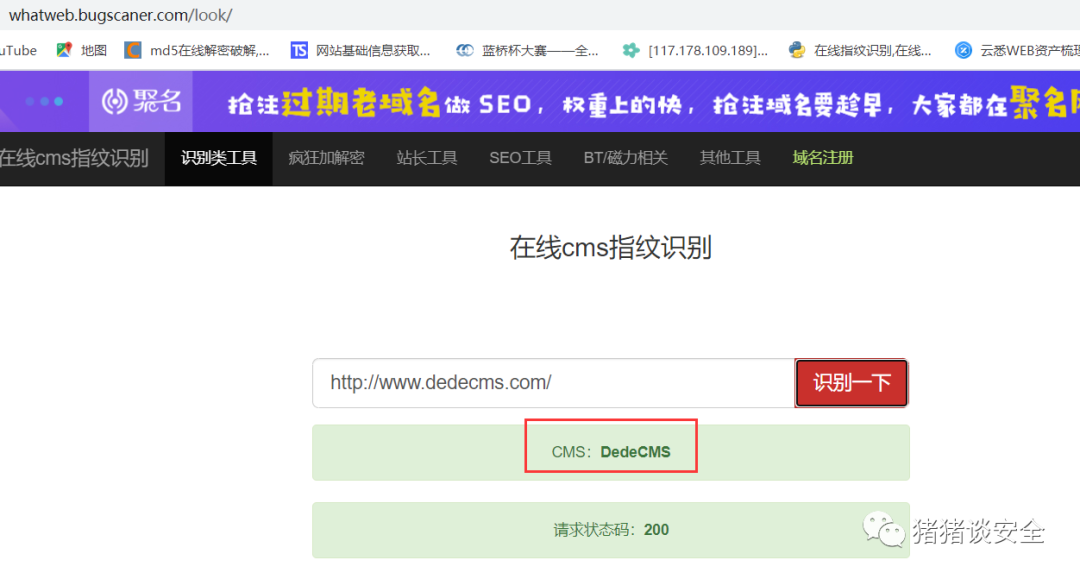 whatweb.bugscaner.com/look/
uTube 地图 md5在线解密破解,... 网站基础信息获取... 蓝桥杯大赛——全... [117.178.109.189]... 在线指纹识别,在线... 云悉WEB资产梳理
聚名 抢注过期老域名做 SEO，权重上的快，抢注域名要趁早，大家都在聚名
在线cms指纹识别 识别类工具 疯狂加解密 站长工具 SEO工具 BT/磁力相关 其他工具 域名注册
在线cms指纹识别
http://www.dedecms.com/ 识别一下
CMS：DedeCMS
请求状态码：200
猪猪谈安全